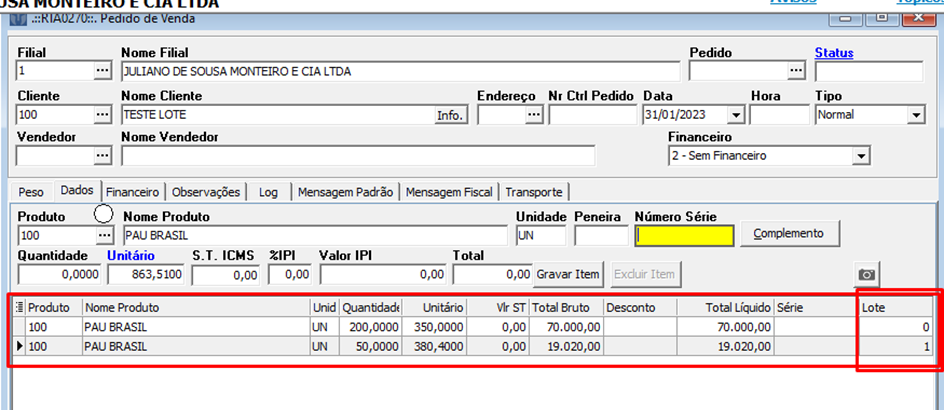 USA MONTEIRO E CIA LTDA
.::RIA0270::. Pedido de Venda
Filial Nome Filial Pedido Status
1 ... JULIANO DE SOUSA MONTEIRO E CIA LTDA ...
Cliente Nome Cliente Endereço Nr Ctrl Pedido Data Hora Tipo
100 ... TESTE LOTE Info. ... 31/01/2023 Normal
Vendedor Nome Vendedor Financeiro
... 2 - Sem Financeiro
Peso Dados Financeiro Observações Log Mensagem Padrão Mensagem Fiscal Transporte
Produto Nome Produto Unidade Peneira Número Série
100 ... PAU BRASIL UN Complemento
Quantidade Unitário S.T. ICMS %IPI Valor IPI Total
0,0000 863,5100 0,00 0,00 0,00 0,00 Gravar Item Excluir Item
Produto Nome Produto Unid Quantidade Unitário Vlr ST Total Bruto Desconto Total Líquido Série Lote
100 PAU BRASIL UN 200,0000 350,0000 0,00 70.000,00 70.000,00 0
100 PAU BRASIL UN 50,0000 380,4000 0,00 19.020,00 19.020,00 1